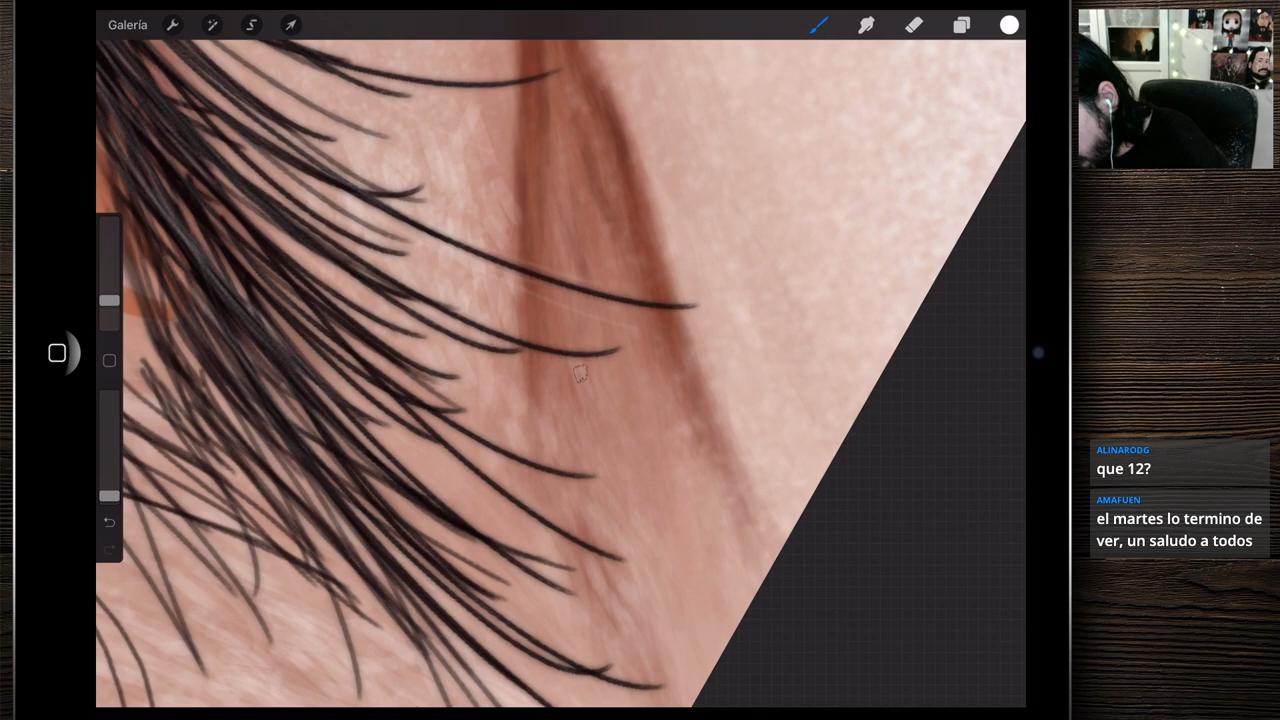 Galería
ALINARODG
que 12?
AMAFUEN
el martes lo termino de
ver, un saludo a todos